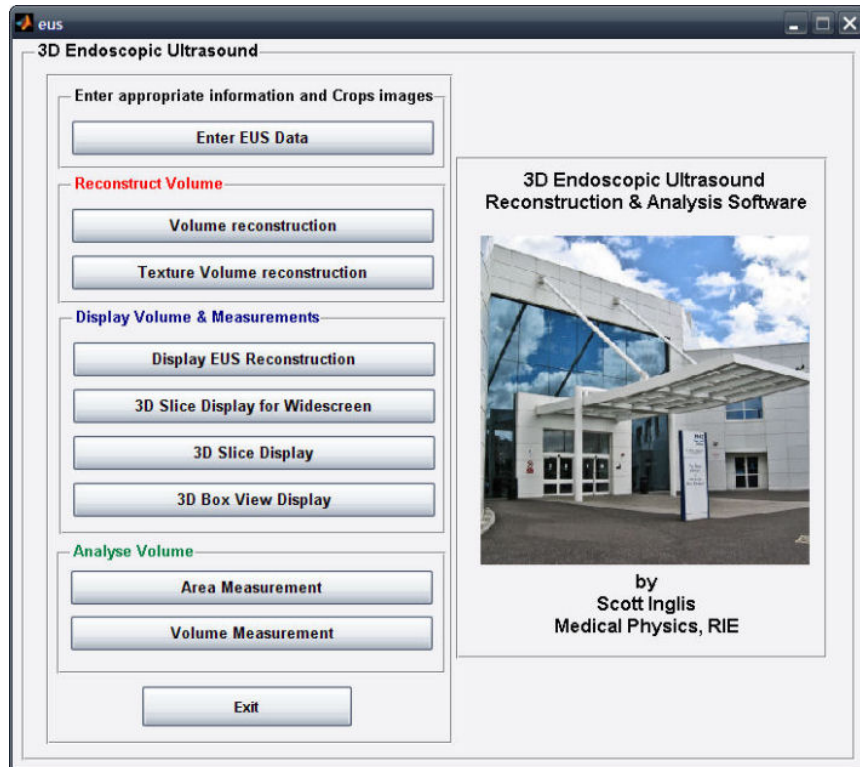 eus
3D Endoscopic Ultrasound
Enter appropriate information and Crops images
Enter EUS Data
Reconstruct Volume
Volume reconstruction
Texture Volume reconstruction
Display Volume & Measurements
Display EUS Reconstruction
3D Slice Display for Widescreen
3D Slice Display
3D Box View Display
Analyse Volume
Area Measurement
Volume Measurement
Exit
3D Endoscopic Ultrasound
Reconstruction & Analysis Software
by
Scott Inglis
Medical Physics, RIE